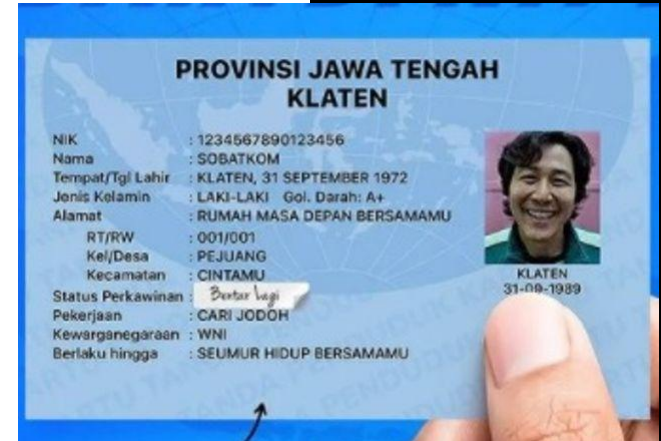 PROVINSI JAWA TENGAH
KLATEN
NIK : 1234567890123456
Nama : SOBATKOM
Tempat/Tgl Lahir : KLATEN, 31 SEPTEMBER 1972
Jenis Kelamin : LAKI-LAKI Gol. Darah: A+
Alamat : RUMAH MASA DEPAN BERSAMAMU
RT/RW : 001/001
Kel/Desa : PEJUANG
Kecamatan : CINTAMU
Status Perkawinan : Bentar lagi
Pekerjaan : CARI JODOH
Kewarganegaraan : WNI
Berlaku hingga : SEUMUR HIDUP BERSAMAMU
KLATEN
31-09-1989